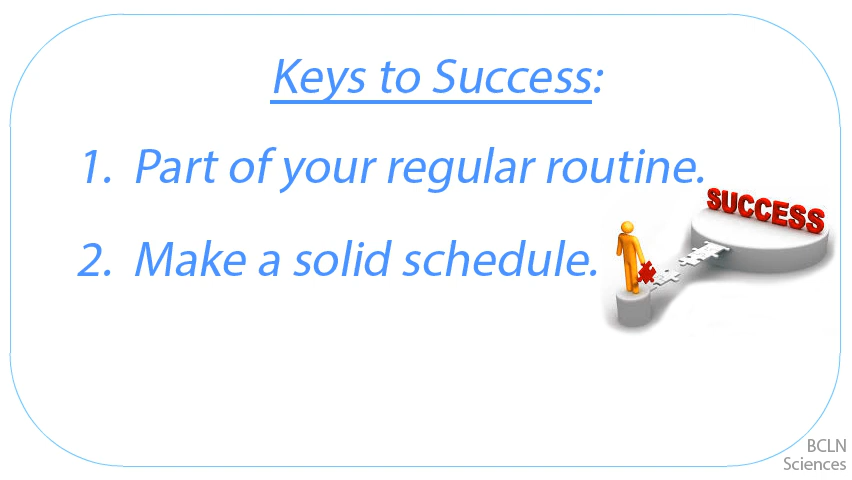 Keys to Success:
1. Part of your regular routine.
SUCCESS
2. Make a solid schedule.
BCLN
Sciences